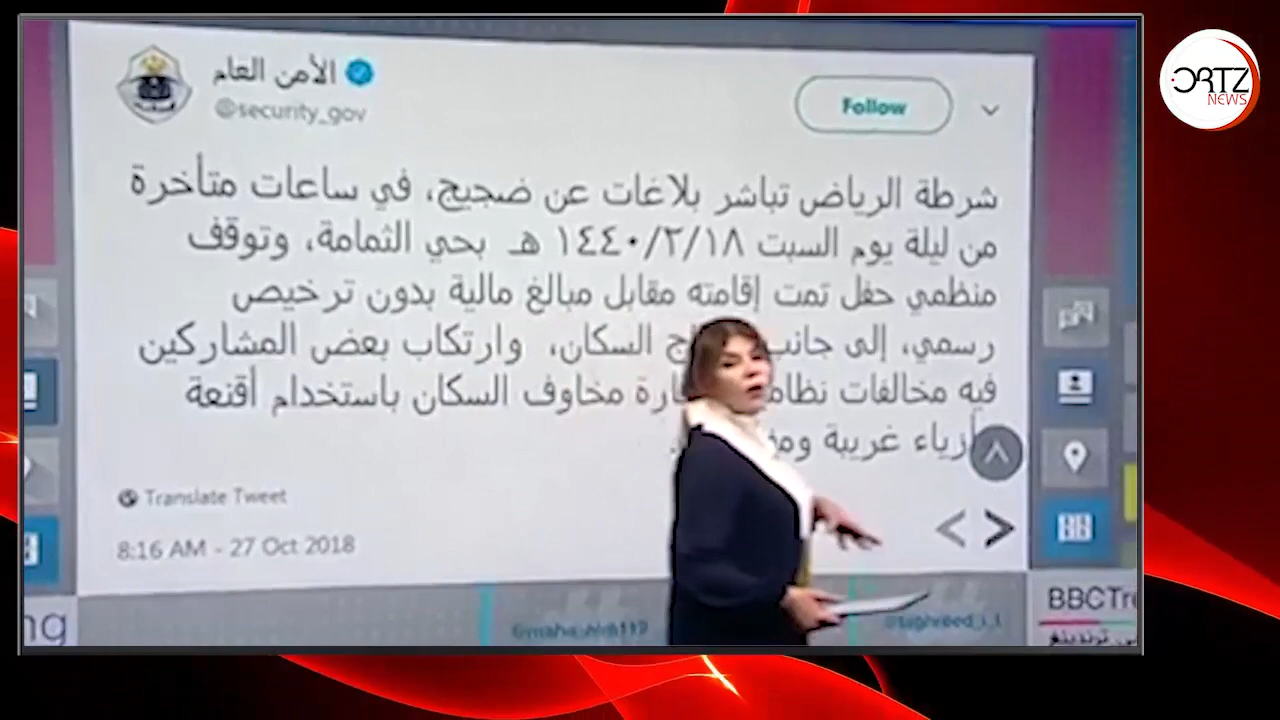 الأمن العام
@security_gov
Follow
شرطة الرياض تباشر بلاغات عن ضجيج، في ساعات متأخرة
من ليلة يوم السبت ١٤٤٠/٢/١٨ هـ بحي الثمامة، وتوقف
منظمي حفل تمت إقامته مقابل مبالغ مالية بدون ترخيص
رسمي، إلى جانب السكان، وارتكاب بعض المشاركين
فيه مخالفات مخاوف السكان باستخدام أقنعة
أزياء غريبة
Translate Tweet
8:16 AM - 27 Oct 2018
ORTZ
NEWS
ng
BBCTre
ترندينغ